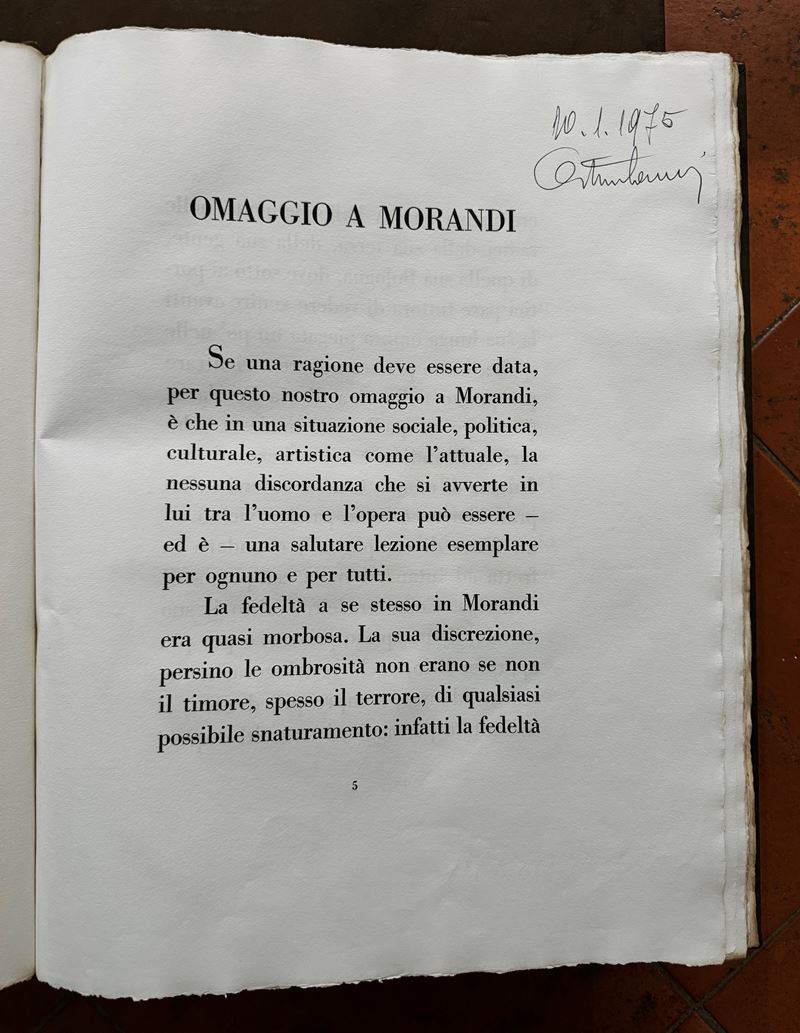 10.1.1975
OMAGGIO A MORANDI
Se una ragione deve essere data,
per questo nostro omaggio a Morandi,
è che in una situazione sociale, politica,
culturale, artistica come l'attuale, la
nessuna discordanza che si avverte in
lui tra l'uomo e l'opera può essere —
ed è — una salutare lezione esemplare
per ognuno e per tutti.
La fedeltà a se stesso in Morandi
era quasi morbosa. La sua discrezione,
persino le ombrosità non erano se non
il timore, spesso il terrore, di qualsiasi
possibile snaturamento: infatti la fedeltà
5